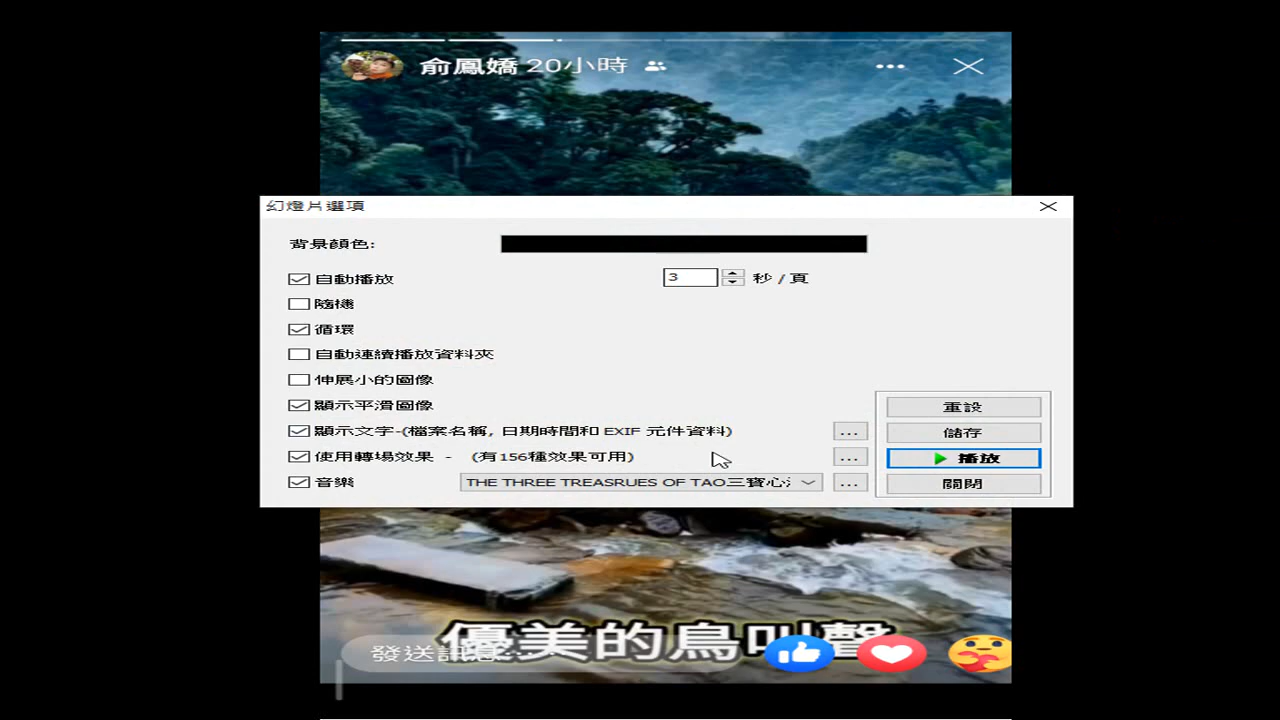 俞鳳嬌 20小時
幻燈片選項
背景顏色:
自動播放 3 秒 / 頁
隨機
循環
自動連續播放資料夾
伸展小的圖像
顯示平滑圖像
重設
顯示文字-(檔案名稱, 日期時間和 EXIF 元件資料) ...
儲存
使用轉場效果 - (有156種效果可用) ...
播放
音樂 THE THREE TREASRUES OF TAO三寶心 ...
關閉
優美的鳥叫聲
發送訊息...